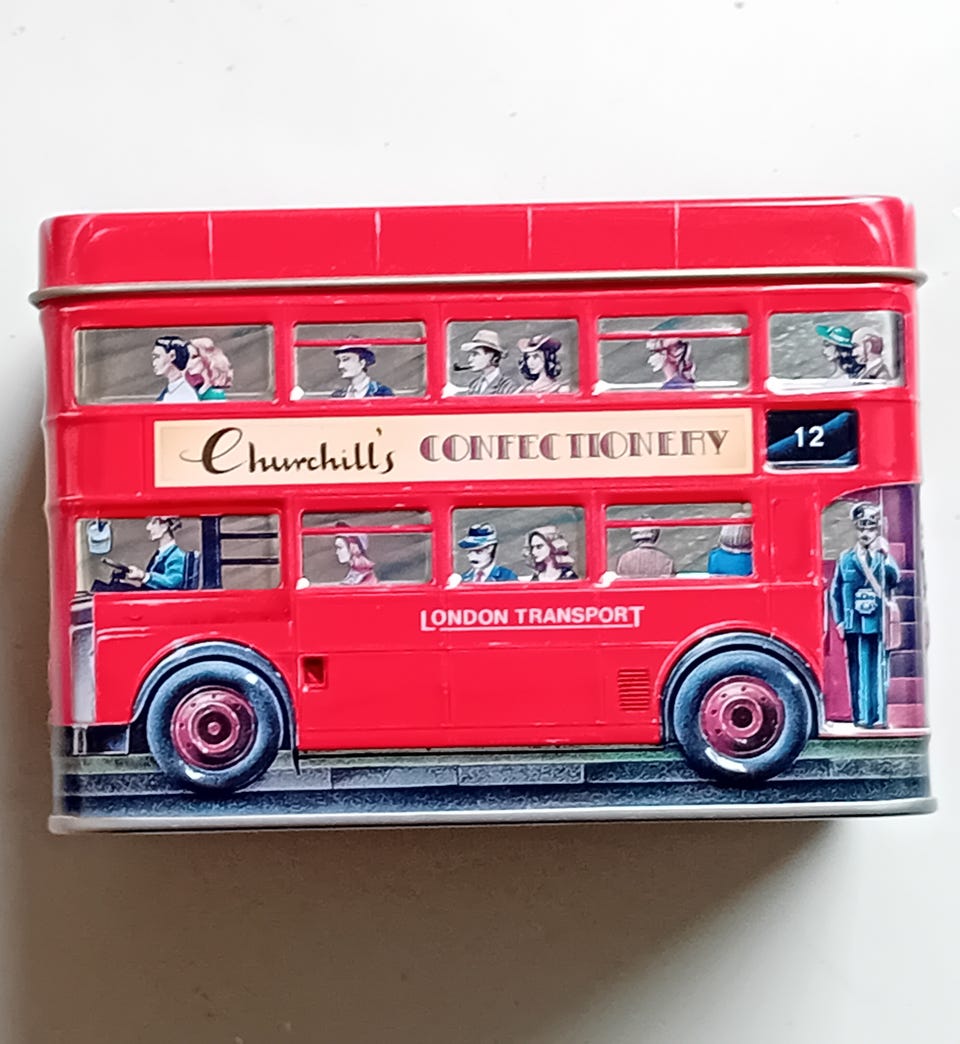 Churchill's CONFECTIONERY
12
LONDON TRANSPORT